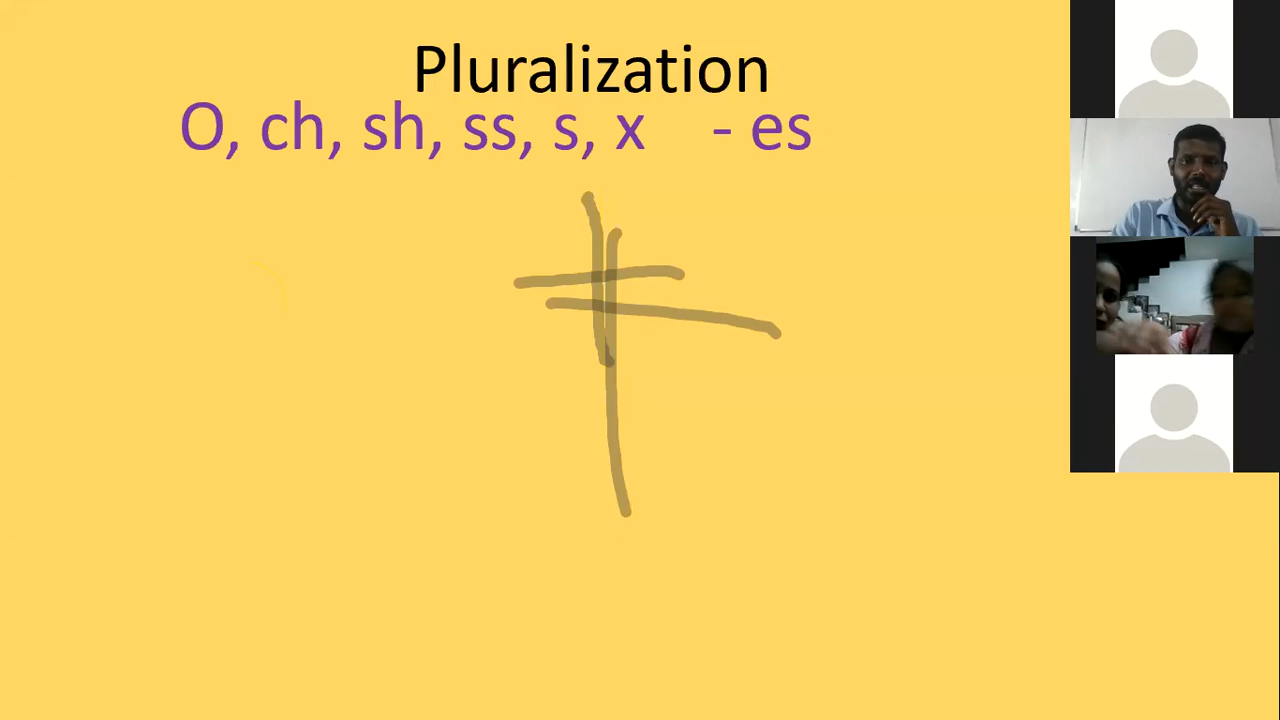 Pluralization
O, ch, sh, ss, s, x - es